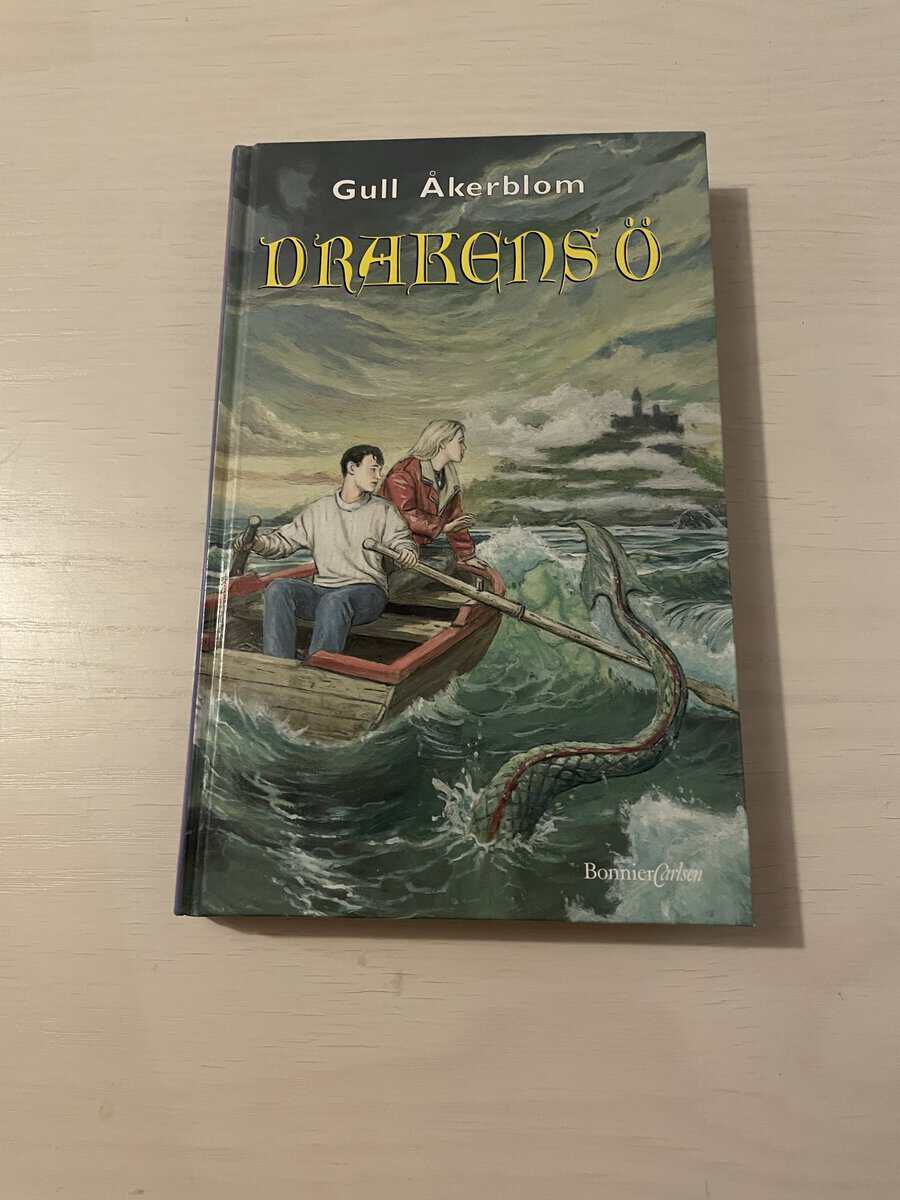 Gull Åkerblom
DRAKENS Ö
BonnierCarlsen